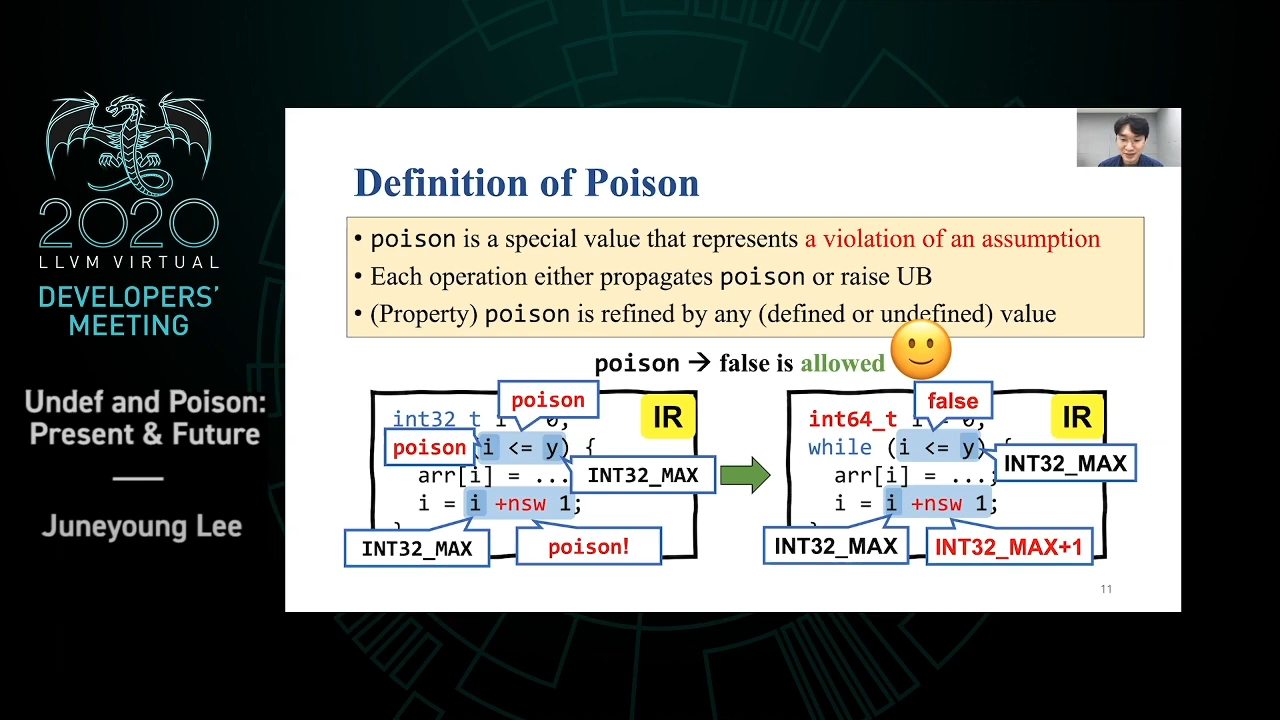 2020
LLVM VIRTUAL
DEVELOPERS'
MEETING
Undef and Poison:
Present & Future
Juneyoung Lee
Definition of Poison
• poison is a special value that represents a violation of an assumption
• Each operation either propagates poison or raise UB
• (Property) poison is refined by any (defined or undefined) value
poison → false is allowed
poison
IR
int32_t i = 0;
poison (i <= y) {
INT32_MAX
arr[i] = ...
i = i +nsw 1;
INT32_MAX
poison!
false
IR
int64_t i = 0;
while (i <= y) {
INT32_MAX
arr[i] = ...;
i = i +nsw 1;
INT32_MAX
INT32_MAX+1
11